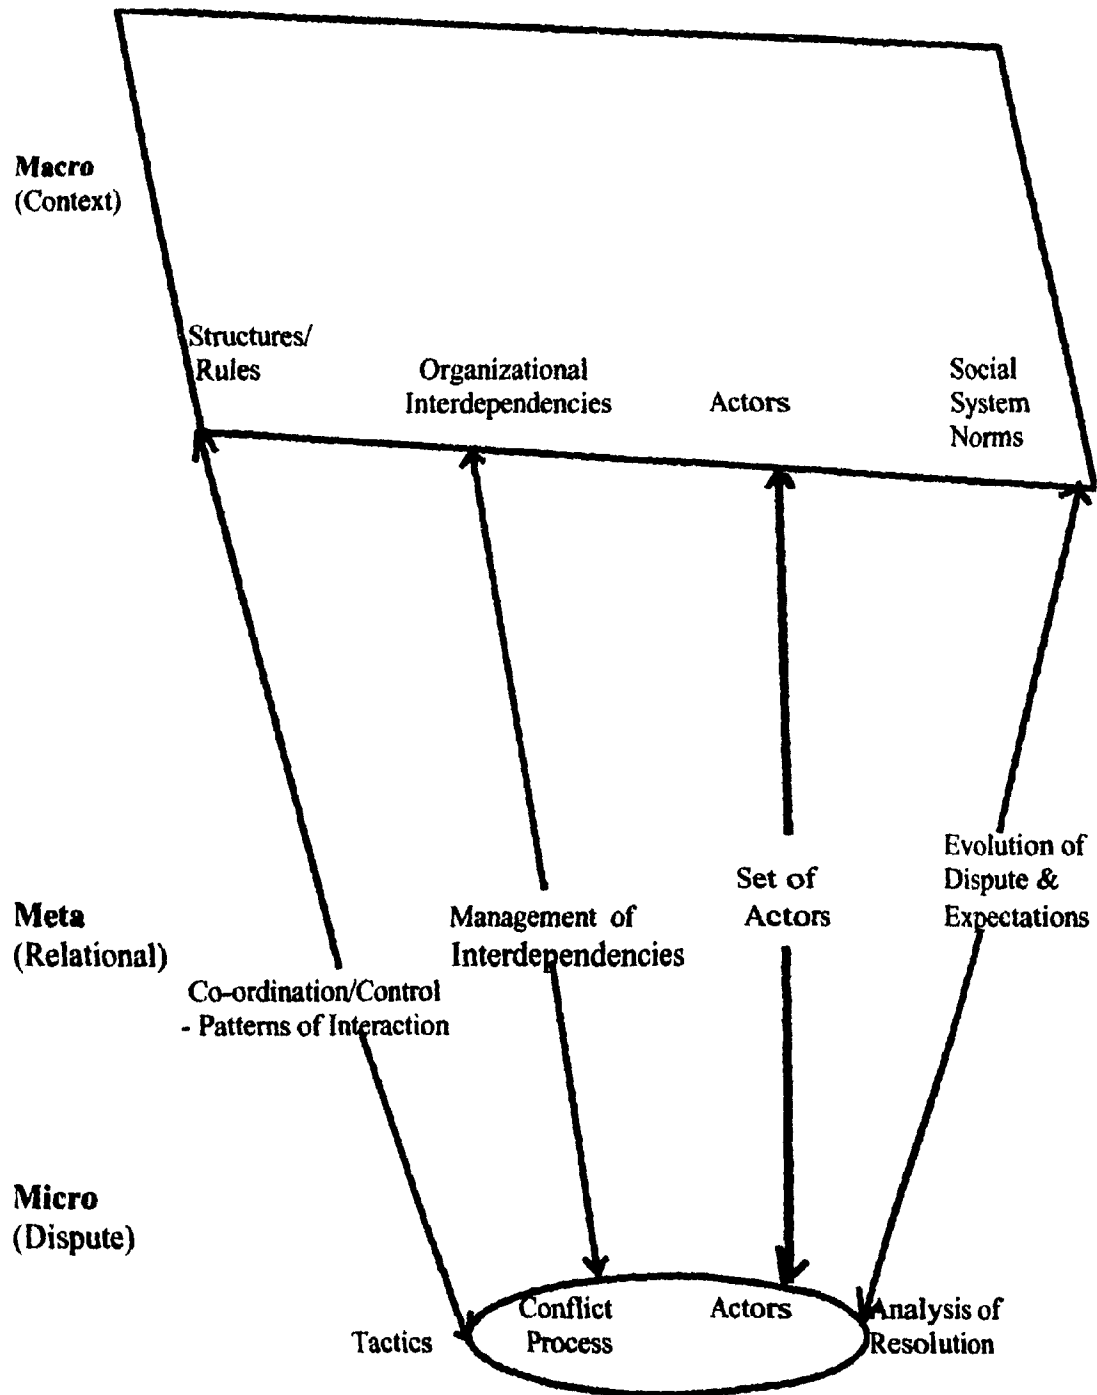 Macro
(Context)
Structures/
Rules
Organizational
Interdependencies
Actors
Social
System
Norms
Meta
(Relational)
Co-ordination/Control
- Patterns of Interaction
Management of
Interdependencies
Set of
Actors
Evolution of
Dispute &
Expectations
Micro
(Dispute)
Tactics
Conflict
Process
Actors
Analysis of
Resolution